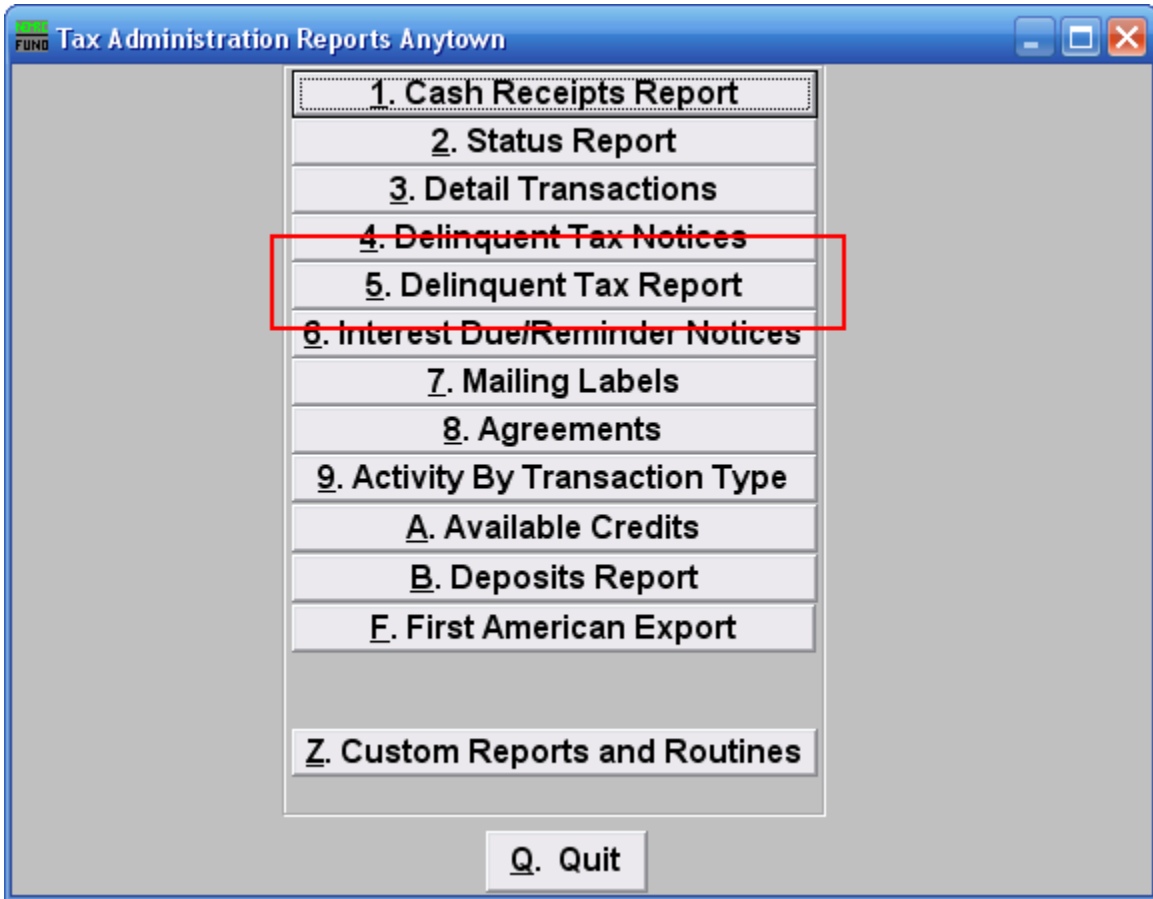 FUND Tax Administration Reports Anytown
1. Cash Receipts Report
2. Status Report
3. Detail Transactions
4. Delinquent Tax Notices
5. Delinquent Tax Report
6. Interest Due/Reminder Notices
7. Mailing Labels
8. Agreements
9. Activity By Transaction Type
A. Available Credits
B. Deposits Report
F. First American Export
Z. Custom Reports and Routines
Q. Quit